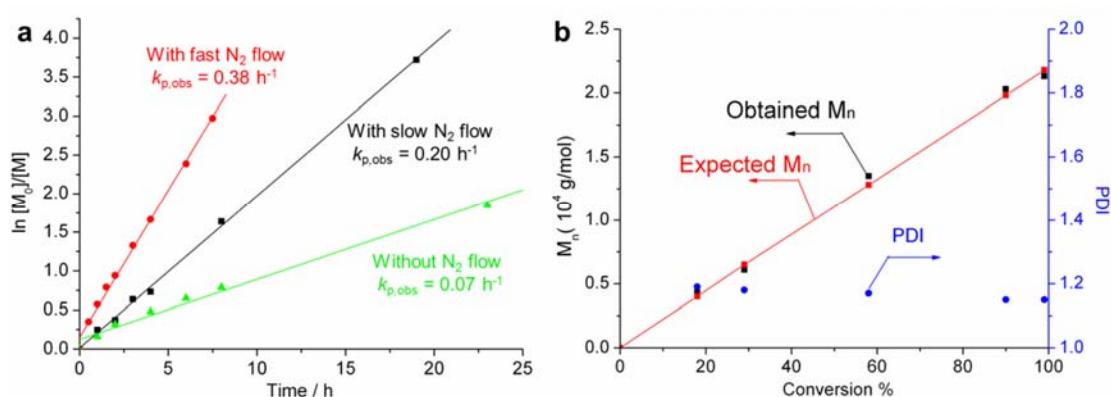 a
4.0
3.5
3.0
2.5
2.0
1.5
1.0
0.5
0.0
ln [M₀]/[M]
With fast N₂ flow
kp,obs = 0.38 h⁻¹
With slow N₂ flow
kp,obs = 0.20 h⁻¹
Without N₂ flow
kp,obs = 0.07 h⁻¹
0 5 10 15 20 25
Time / h
b
2.5
2.0
1.5
1.0
0.5
0.0
Mn( 10⁴ g/mol)
Obtained Mn
Expected Mn
PDI
2.0
1.8
1.6
1.4
1.2
1.0
PDI
0 20 40 60 80 100
Conversion %